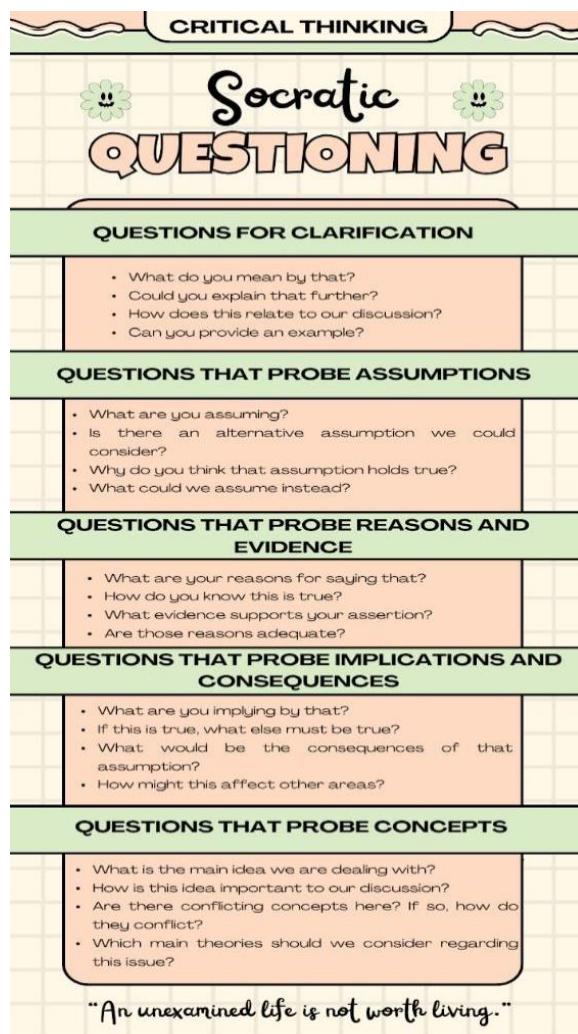 CRITICAL THINKING
Socratic
QUESTIONING
QUESTIONS FOR CLARIFICATION
• What do you mean by that?
• Could you explain that further?
• How does this relate to our discussion?
• Can you provide an example?
QUESTIONS THAT PROBE ASSUMPTIONS
• What are you assuming?
• Is there an alternative assumption we could
consider?
• Why do you think that assumption holds true?
• What could we assume instead?
QUESTIONS THAT PROBE REASONS AND
EVIDENCE
• What are your reasons for saying that?
• How do you know this is true?
• What evidence supports your assertion?
• Are those reasons adequate?
QUESTIONS THAT PROBE IMPLICATIONS AND
CONSEQUENCES
• What are you implying by that?
• If this is true, what else must be true?
• What would be the consequences of that
assumption?
• How might this affect other areas?
QUESTIONS THAT PROBE CONCEPTS
• What is the main idea we are dealing with?
• How is this idea important to our discussion?
• Are there conflicting concepts here? If so, how do
they conflict?
• Which main theories should we consider regarding
this issue?
"An unexamined life is not worth living."